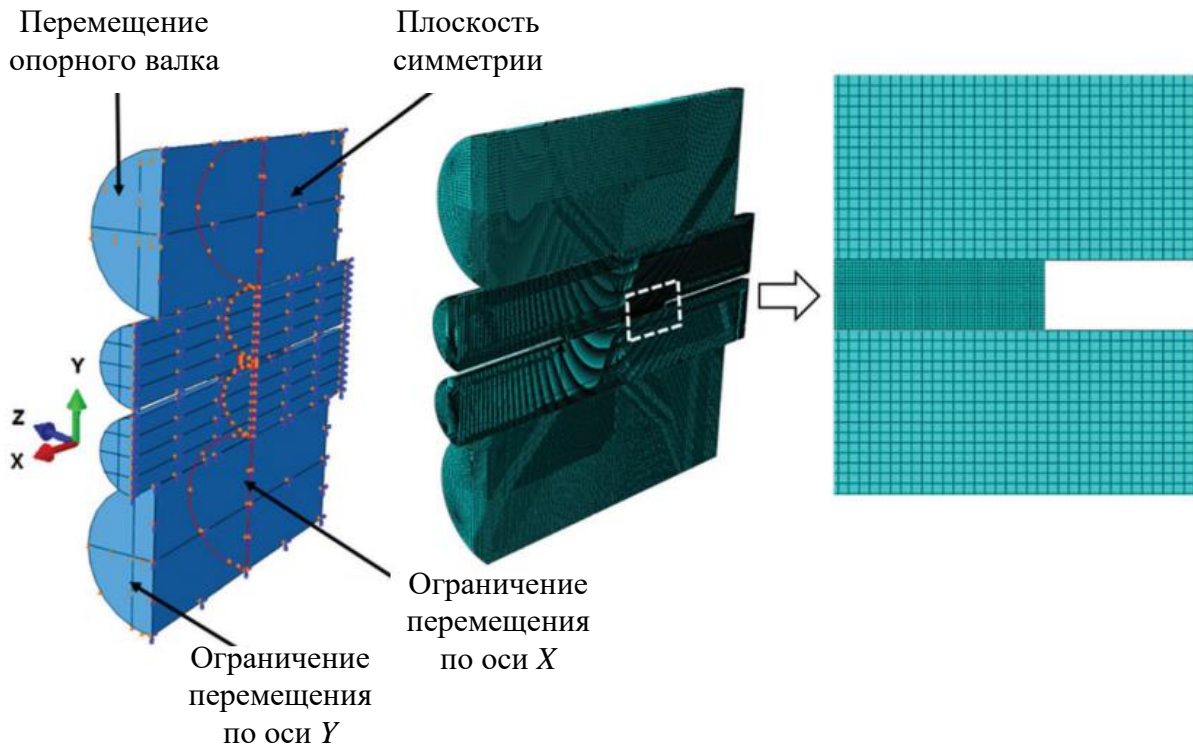 Перемещение
опорного валка
Плоскость
симметрии
Y
Z
X
Ограничение
перемещения
по оси X
Ограничение
перемещения
по оси Y